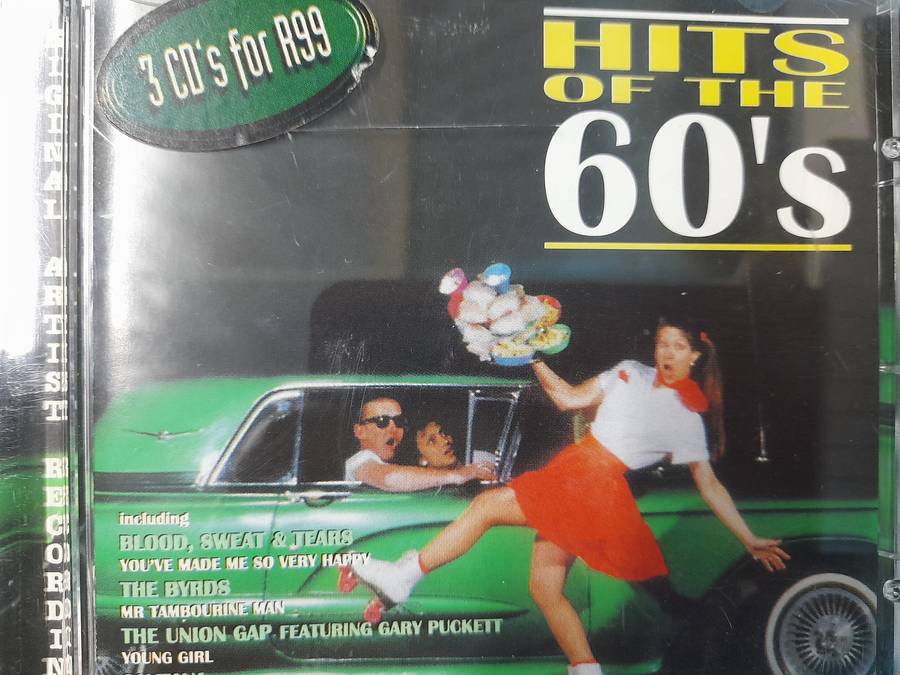 3 CD's for R99
HITS
OF THE
60's
including
BLOOD, SWEAT & TEARS
YOU'VE MADE ME SO VERY HAPPY
THE BYRDS
MR TAMBOURINE MAN
THE UNION GAP FEATURING GARY PUCKETT
YOUNG GIRL
ARTIST RECORDIN